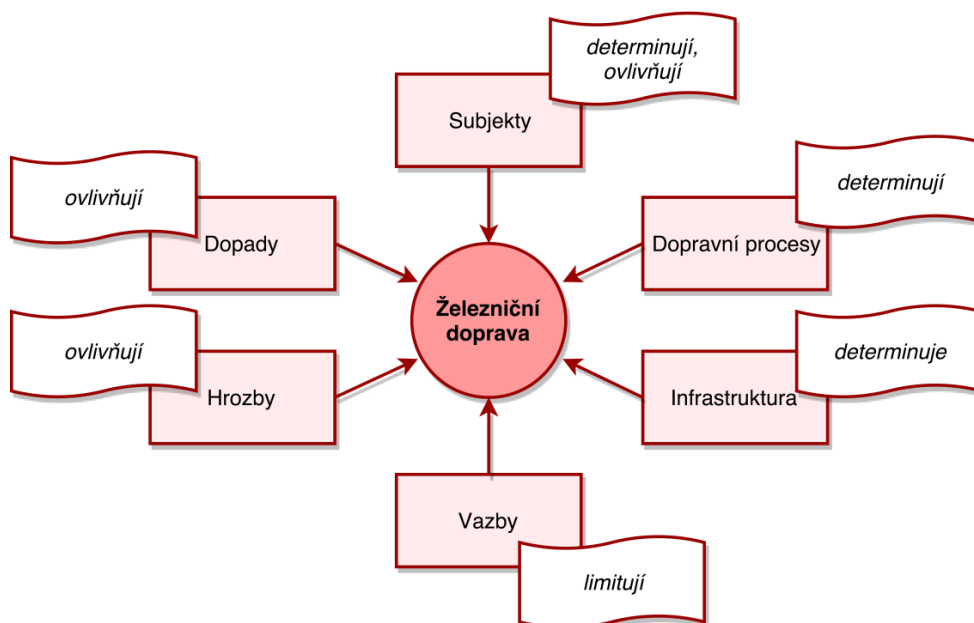 determinují,
ovlivňují
Subjekty
ovlivňují
Dopady
determinují
Dopravní procesy
Železniční
doprava
ovlivňují
Hrozby
determinuje
Infrastruktura
Vazby
limitují